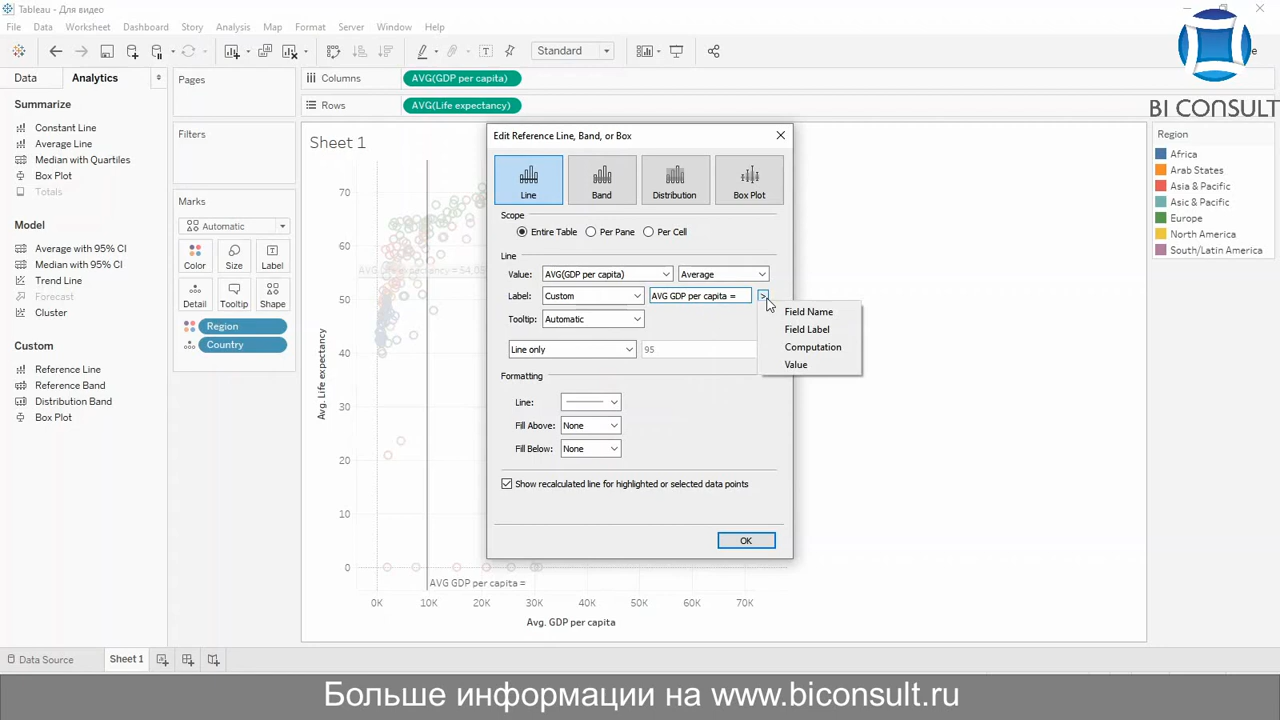 Tableau - Для видео
File Data Worksheet Dashboard Story Analysis Map Format Server Window Help
Standard
BI CONSULT
Data Analytics
Summarize
Constant Line
Average Line
Median with Quartiles
Box Plot
Totals
Model
Average with 95% CI
Median with 95% CI
Trend Line
Forecast
Cluster
Custom
Reference Line
Reference Band
Distribution Band
Box Plot
Pages
Filters
Marks
Automatic
Color Size Label
Detail Tooltip Shape
Region
Country
Columns AVG(GDP per capita)
Rows AVG(Life expectancy)
Sheet 1
Avg. Life expectancy
70
60
50
40
30
20
10
0
AVG GDP per capita =
0K 10K 20K 30K 40K 50K 60K 70K
Avg. GDP per capita
Edit Reference Line, Band, or Box
Line Band Distribution Box Plot
Scope
Entire Table Per Pane Per Cell
Line
Value: AVG(GDP per capita) Average
Label: Custom AVG GDP per capita = >
Tooltip: Automatic
Line only 95
Formatting
Line:
Fill Above: None
Fill Below: None
Show recalculated line for highlighted or selected data points
OK
Field Name
Field Label
Computation
Value
Region
Africa
Arab States
Asia & Pacific
Asic & Pacific
Europe
North America
South/Latin America
Data Source Sheet 1
Больше информации на www.biconsult.ru